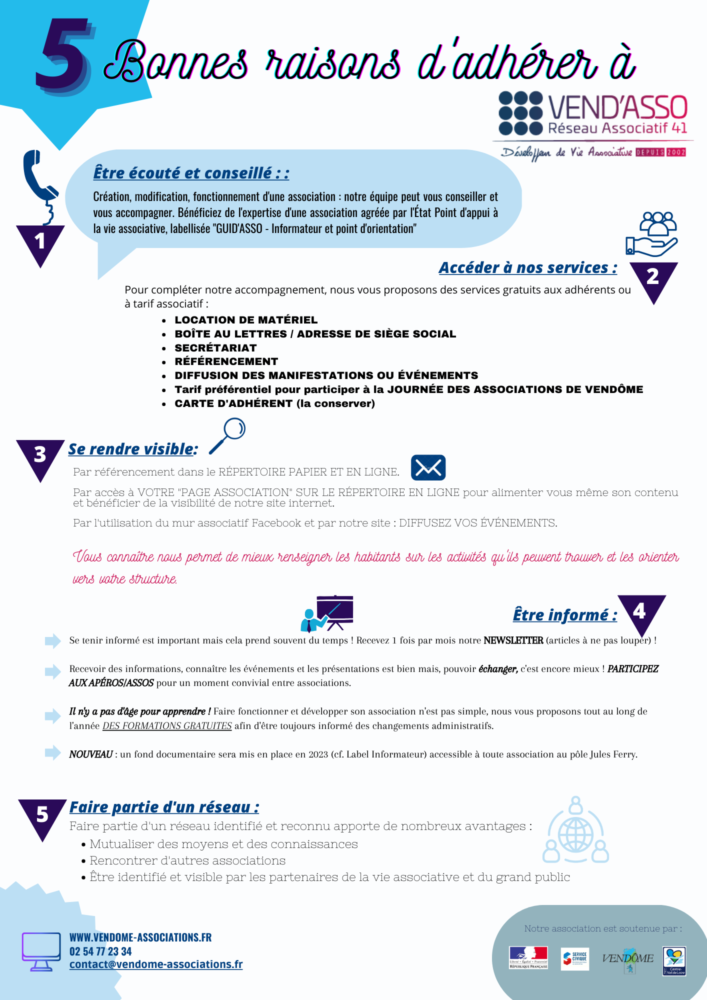 5 Bonnes raisons d'adhérer à
VEND'ASSO
Réseau Associatif 41
Développeur de Vie Associative DEPUIS 2002
Être écouté et conseillé : :
Création, modification, fonctionnement d'une association : notre équipe peut vous conseiller et
vous accompagner. Bénéficiez de l'expertise d'une association agréée par l'État Point d'appui à
la vie associative, labellisée "GUID'ASSO - Informateur et point d'orientation"
1
Accéder à nos services :
2
Pour compléter notre accompagnement, nous vous proposons des services gratuits aux adhérents ou
à tarif associatif :
• LOCATION DE MATÉRIEL
• BOÎTE AU LETTRES / ADRESSE DE SIÈGE SOCIAL
• SECRÉTARIAT
• RÉFÉRENCEMENT
• DIFFUSION DES MANIFESTATIONS OU ÉVÉNEMENTS
• Tarif préférentiel pour participer à la JOURNÉE DES ASSOCIATIONS DE VENDÔME
• CARTE D'ADHÉRENT (la conserver)
3
Se rendre visible:
Par référencement dans le RÉPERTOIRE PAPIER ET EN LIGNE.
Par accès à VOTRE "PAGE ASSOCIATION" SUR LE RÉPERTOIRE EN LIGNE pour alimenter vous même son contenu
et bénéficier de la visibilité de notre site internet.
Par l'utilisation du mur associatif Facebook et par notre site : DIFFUSEZ VOS ÉVÉNEMENTS.
Vous connaître nous permet de mieux renseigner les habitants sur les activités qu'ils peuvent trouver et les orienter
vers votre structure.
Être informé :
4
Se tenir informé est important mais cela prend souvent du temps ! Recevez 1 fois par mois notre NEWSLETTER (articles à ne pas louper) !
Recevoir des informations, connaître les événements et les présentations est bien mais, pouvoir échanger, c'est encore mieux ! PARTICIPEZ
AUX APÉROS/ASSOS pour un moment convivial entre associations.
Il n'y a pas d'âge pour apprendre ! Faire fonctionner et développer son association n'est pas simple, nous vous proposons tout au long de
l'année DES FORMATIONS GRATUITES afin d'être toujours informé des changements administratifs.
NOUVEAU : un fond documentaire sera mis en place en 2023 (cf. Label Informateur) accessible à toute association au pôle Jules Ferry.
5
Faire partie d'un réseau :
Faire partie d'un réseau identifié et reconnu apporte de nombreux avantages :
• Mutualiser des moyens et des connaissances
• Rencontrer d'autres associations
• Être identifié et visible par les partenaires de la vie associative et du grand public
WWW.VENDOME-ASSOCIATIONS.FR
02 54 77 23 34
contact@vendome-associations.fr
Notre association est soutenue par :
Liberté • Égalité • Fraternité
RÉPUBLIQUE FRANÇAISE
SERVICE
CIVIQUE
VENDÔME
Centre-
Val de Loire